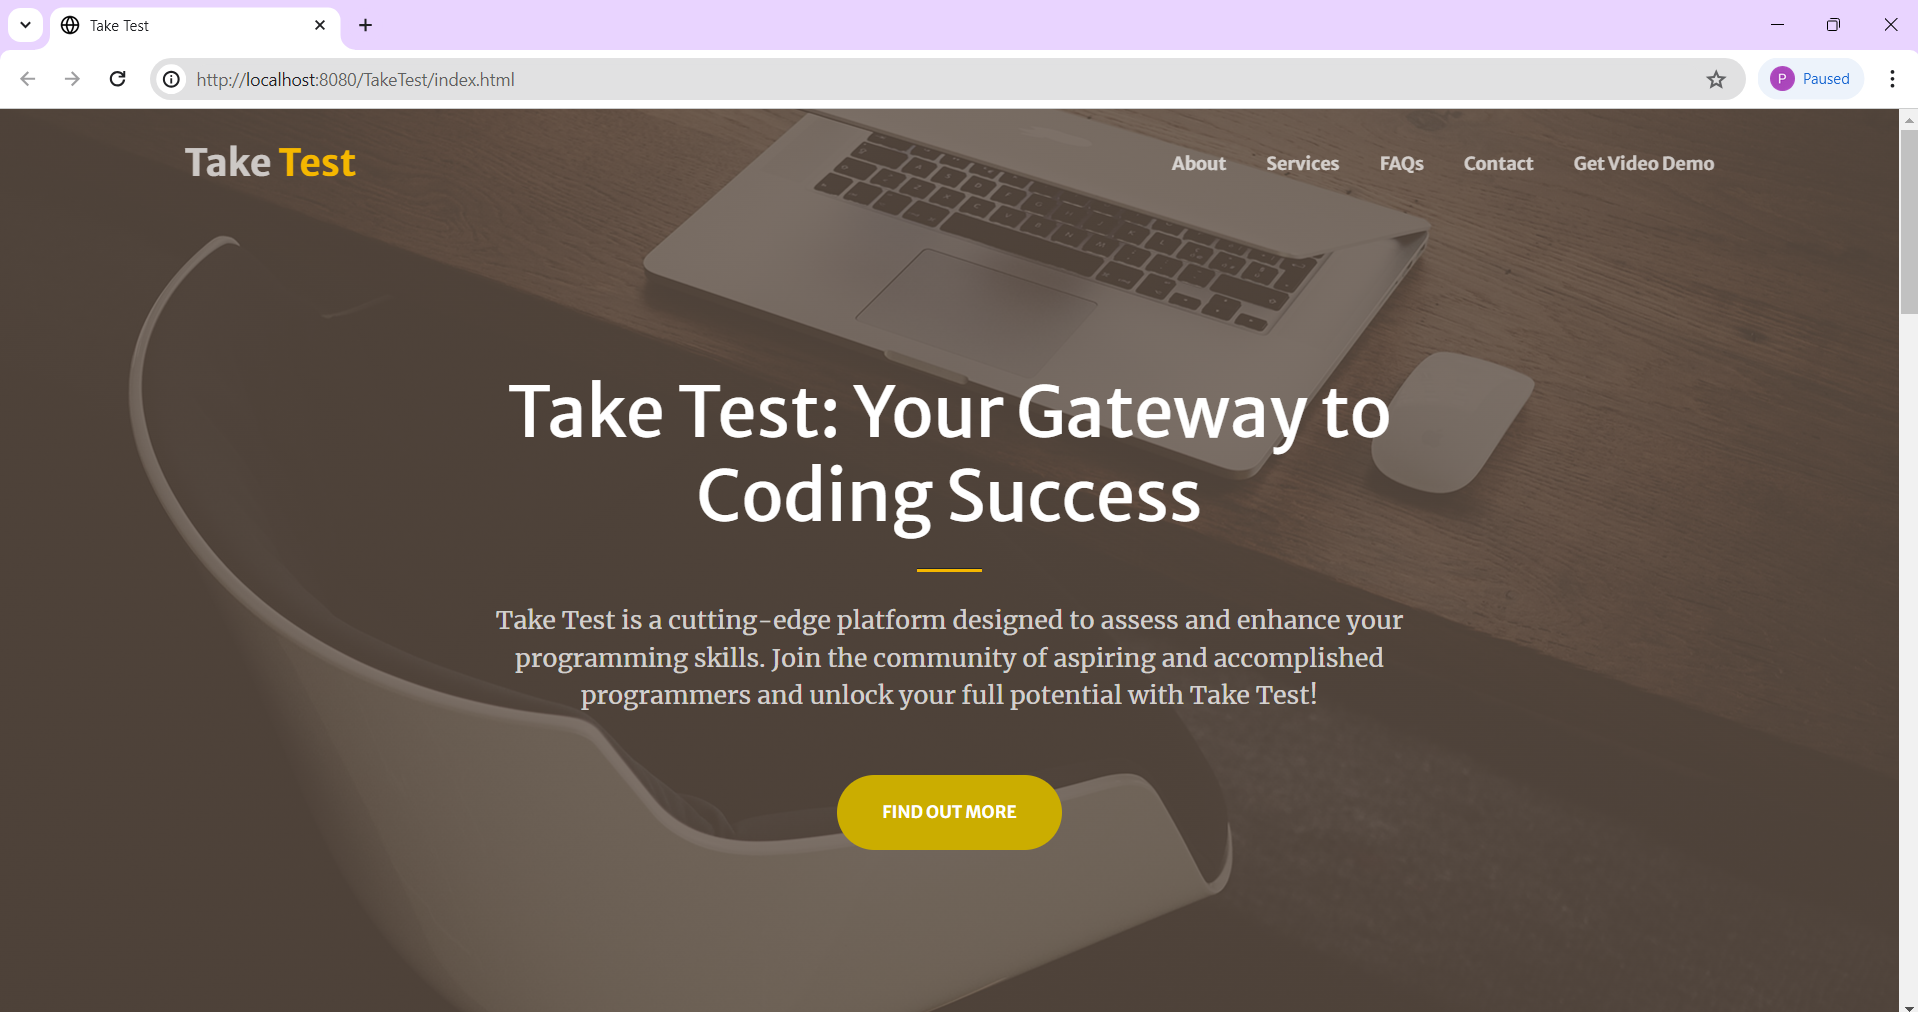 Take Test
http://localhost:8080/TakeTest/index.html
P Paused
Take Test
About Services FAQs Contact Get Video Demo
Take Test: Your Gateway to
Coding Success
Take Test is a cutting-edge platform designed to assess and enhance your
programming skills. Join the community of aspiring and accomplished
programmers and unlock your full potential with Take Test!
FIND OUT MORE